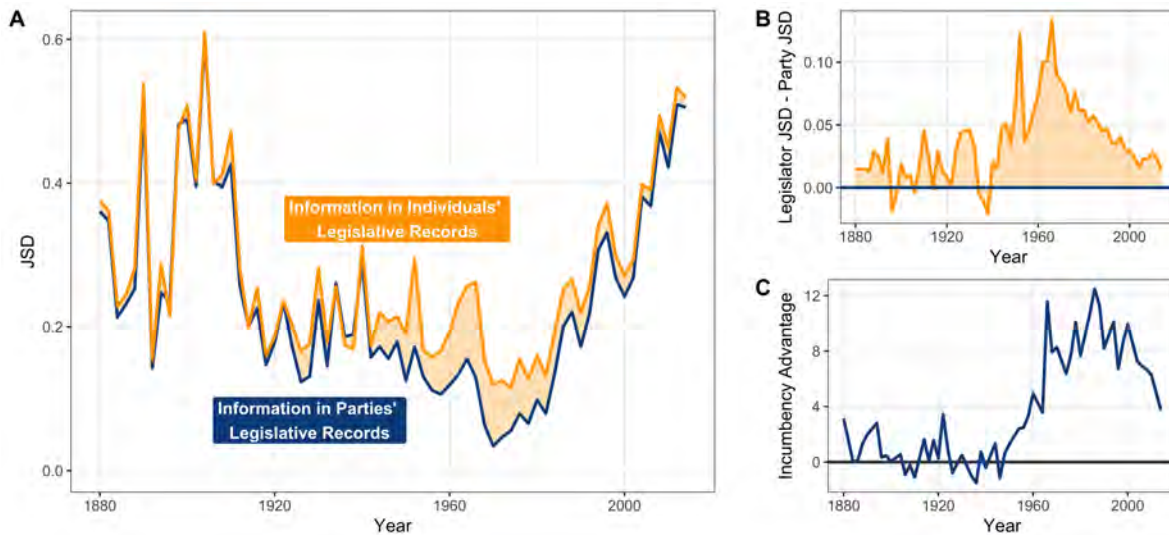 A
JSD
0.6
0.4
0.2
0.0
Information in Individuals'
Legislative Records
Information in Parties'
Legislative Records
1880
1920
1960
2000
Year
B
Legislator JSD - Party JSD
0.10
0.05
0.00
1880
1920
1960
2000
Year
C
Incumbency Advantage
12
8
4
0
1880
1920
1960
2000
Year